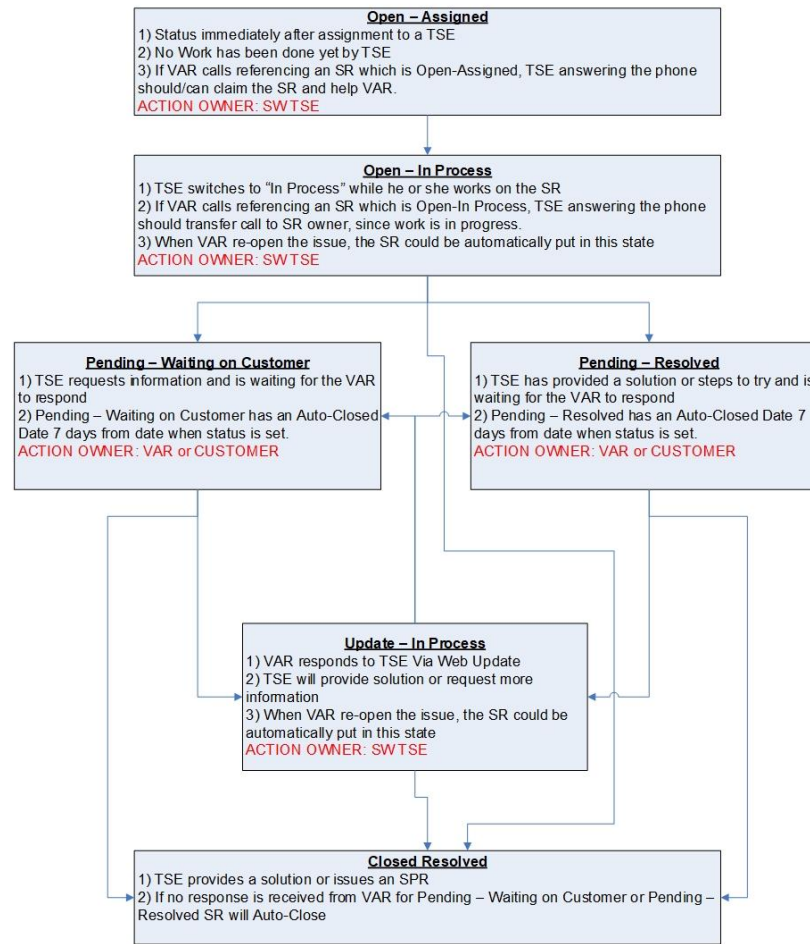 Open – Assigned
1) Status immediately after assignment to a TSE
2) No Work has been done yet by TSE
3) If VAR calls referencing an SR which is Open-Assigned, TSE answering the phone
should/can claim the SR and help VAR.
ACTION OWNER: SW TSE
Open – In Process
1) TSE switches to “In Process” while he or she works on the SR
2) If VAR calls referencing an SR which is Open-In Process, TSE answering the phone
should transfer call to SR owner, since work is in progress.
3) When VAR re-open the issue, the SR could be automatically put in this state
ACTION OWNER: SW TSE
Pending – Waiting on Customer
1) TSE requests information and is waiting for the VAR
to respond
2) Pending – Waiting on Customer has an Auto-Closed
Date 7 days from date when status is set.
ACTION OWNER: VAR or CUSTOMER
Pending – Resolved
1) TSE has provided a solution or steps to try and is
waiting for the VAR to respond
2) Pending – Resolved has an Auto-Closed Date 7
days from date when status is set.
ACTION OWNER: VAR or CUSTOMER
Update – In Process
1) VAR responds to TSE Via Web Update
2) TSE will provide solution or request more
information
3) When VAR re-open the issue, the SR could be
automatically put in this state
ACTION OWNER: SW TSE
Closed Resolved
1) TSE provides a solution or issues an SPR
2) If no response is received from VAR for Pending – Waiting on Customer or Pending –
Resolved SR will Auto-Close